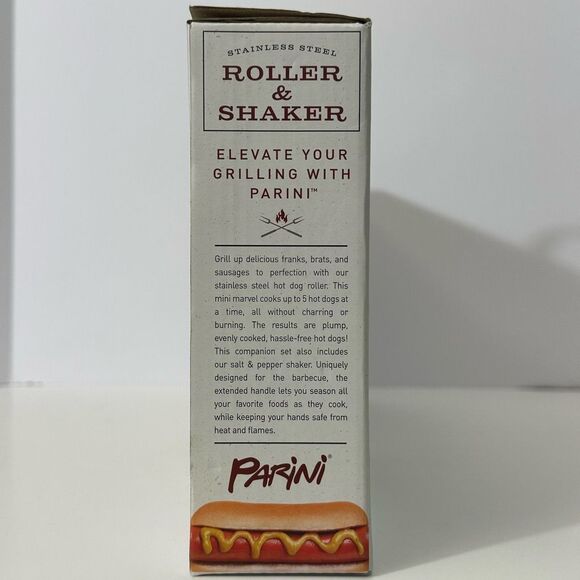 STAINLESS STEEL
ROLLER
&
SHAKER
ELEVATE YOUR
GRILLING WITH
PARINI™
Grill up delicious franks, brats, and
sausages to perfection with our
stainless steel hot dog roller. This
mini marvel cooks up to 5 hot dogs at
a time, all without charring or
burning. The results are plump,
evenly cooked, hassle-free hot dogs!
This companion set also includes
our salt & pepper shaker. Uniquely
designed for the barbecue, the
extended handle lets you season all
your favorite foods as they cook,
while keeping your hands safe from
heat and flames.
PARiNi®